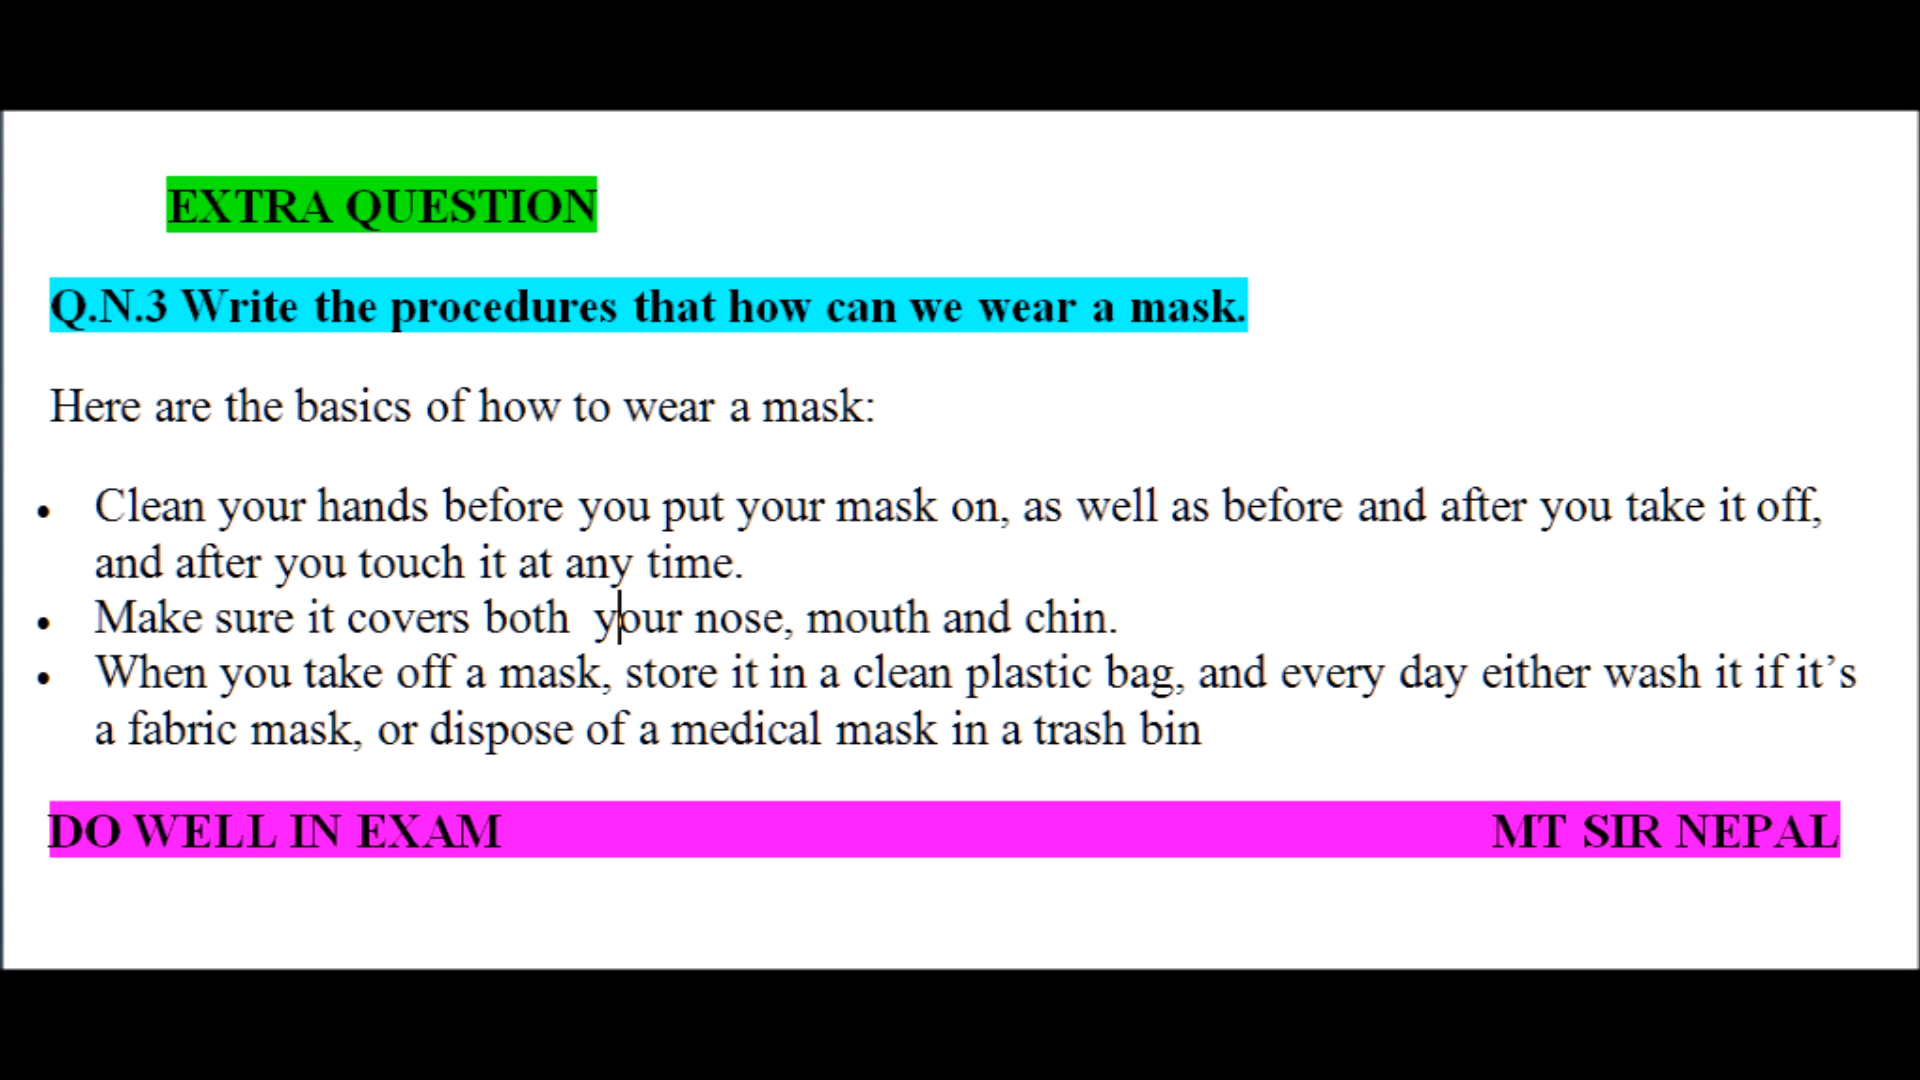 EXTRA QUESTION
Q.N.3 Write the procedures that how can we wear a mask.
Here are the basics of how to wear a mask:
• Clean your hands before you put your mask on, as well as before and after you take it off,
and after you touch it at any time.
• Make sure it covers both  your nose, mouth and chin.
• When you take off a mask, store it in a clean plastic bag, and every day either wash it if it’s
a fabric mask, or dispose of a medical mask in a trash bin
DO WELL IN EXAM MT SIR NEPAL